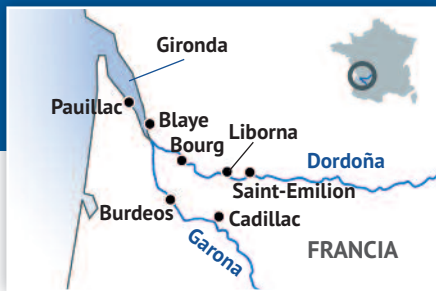 Gironda
Pauillac
Blaye
Bourg
Liborna
Dordoña
Saint-Emilion
Burdeos
Cadillac
Garona
FRANCIA